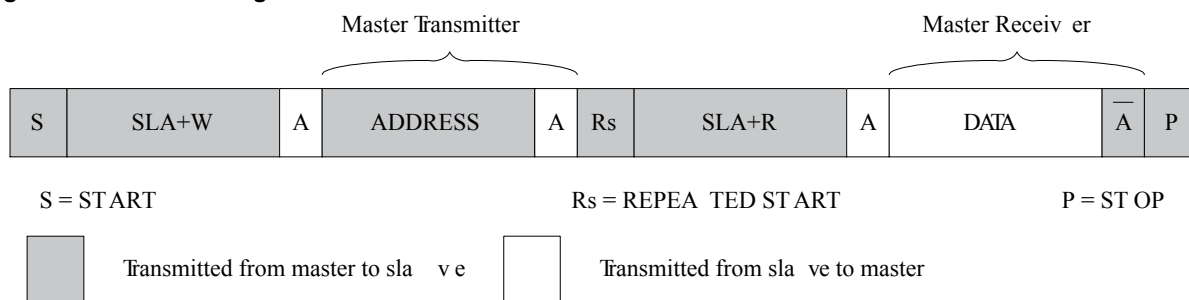 Master Transmitter Master Receiv er
S SLA+W A ADDRESS A Rs SLA+R A DATA A̅ P
S = ST ART Rs = REPEA TED ST ART P = ST OP
Transmitted from master to sla v e Transmitted from sla ve to master